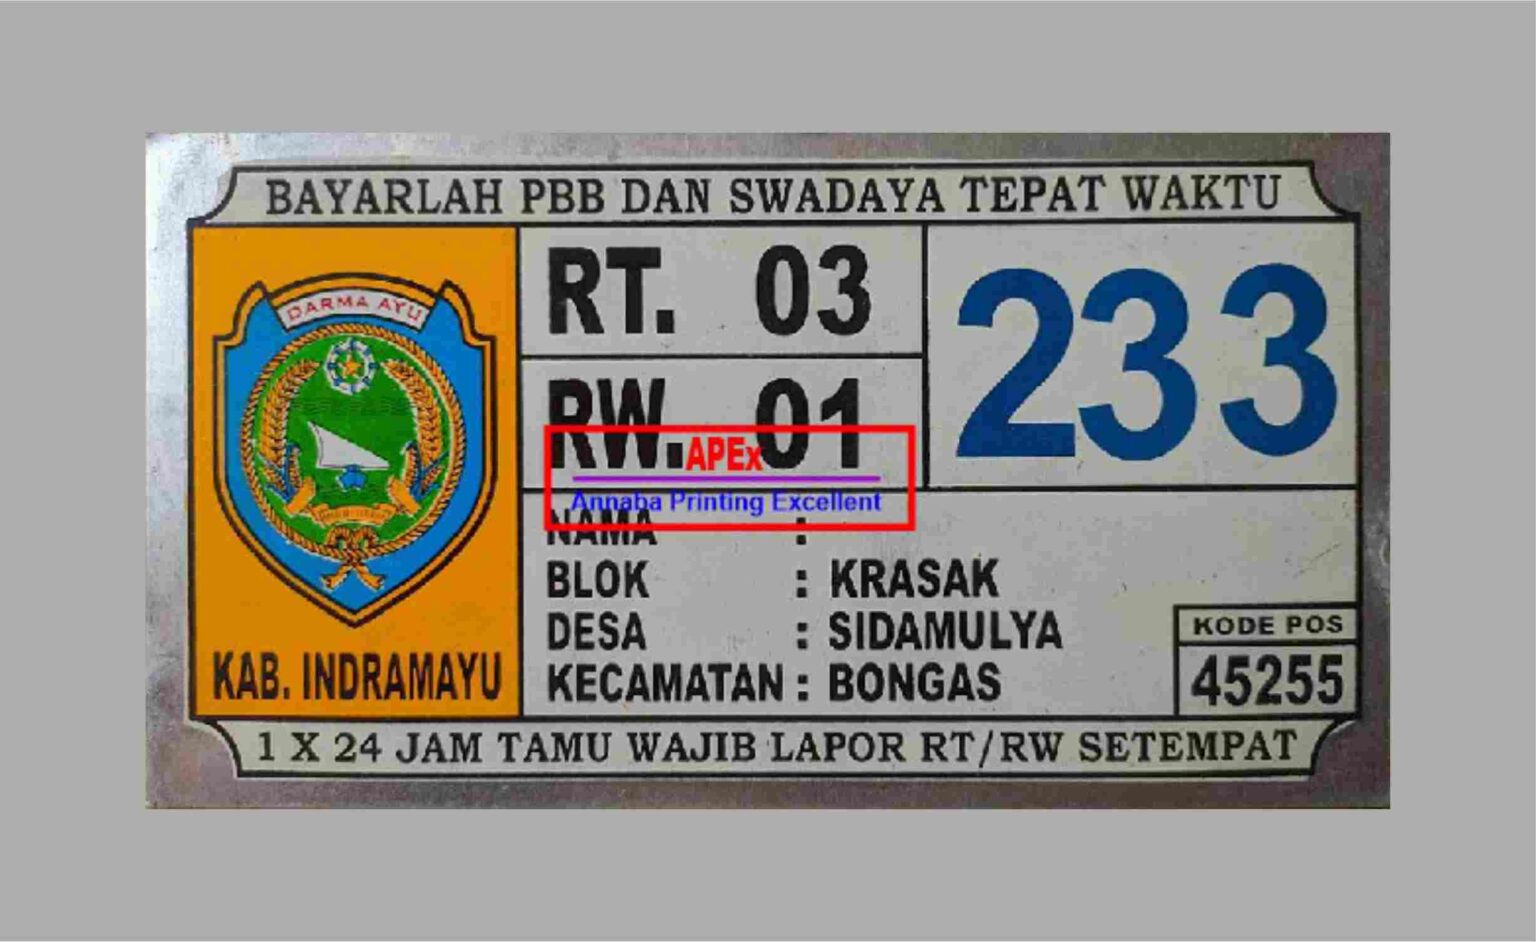 BAYARLAH PBB DAN SWADAYA TEPAT WAKTU
DARMA AYU
KAB. INDRAMAYU
RT. 03
RW. 01
233
APEx
Annaba Printing Excellent
NAMA :
BLOK : KRASAK
DESA : SIDAMULYA
KECAMATAN : BONGAS
KODE POS
45255
1 X 24 JAM TAMU WAJIB LAPOR RT/RW SETEMPAT